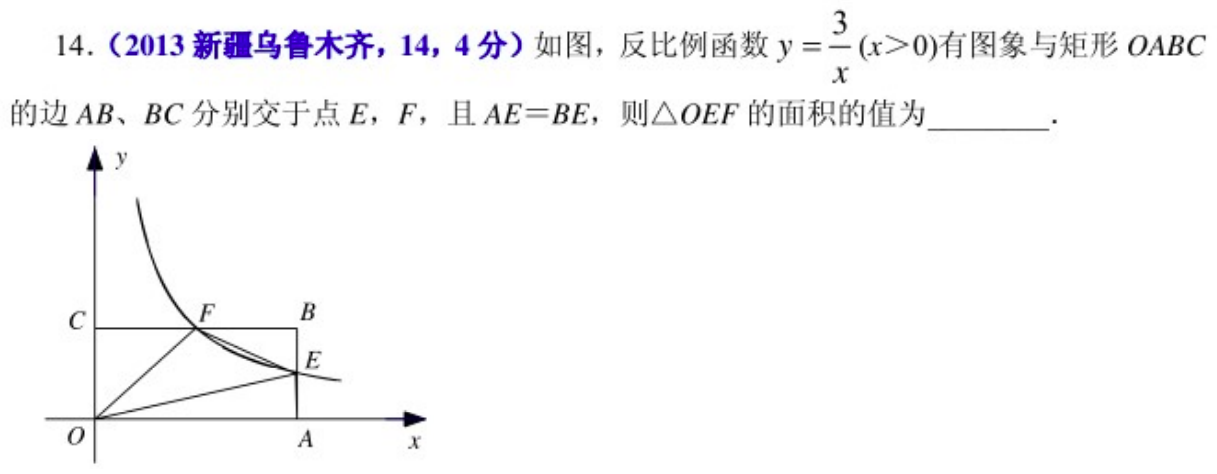 14.（2013 新疆乌鲁木齐，14，4 分）如图，反比例函数 y = 3/x (x＞0)有图象与矩形 OABC
的边 AB、BC 分别交于点 E，F，且 AE＝BE，则△OEF 的面积的值为________．
y
C F B
E
O A x